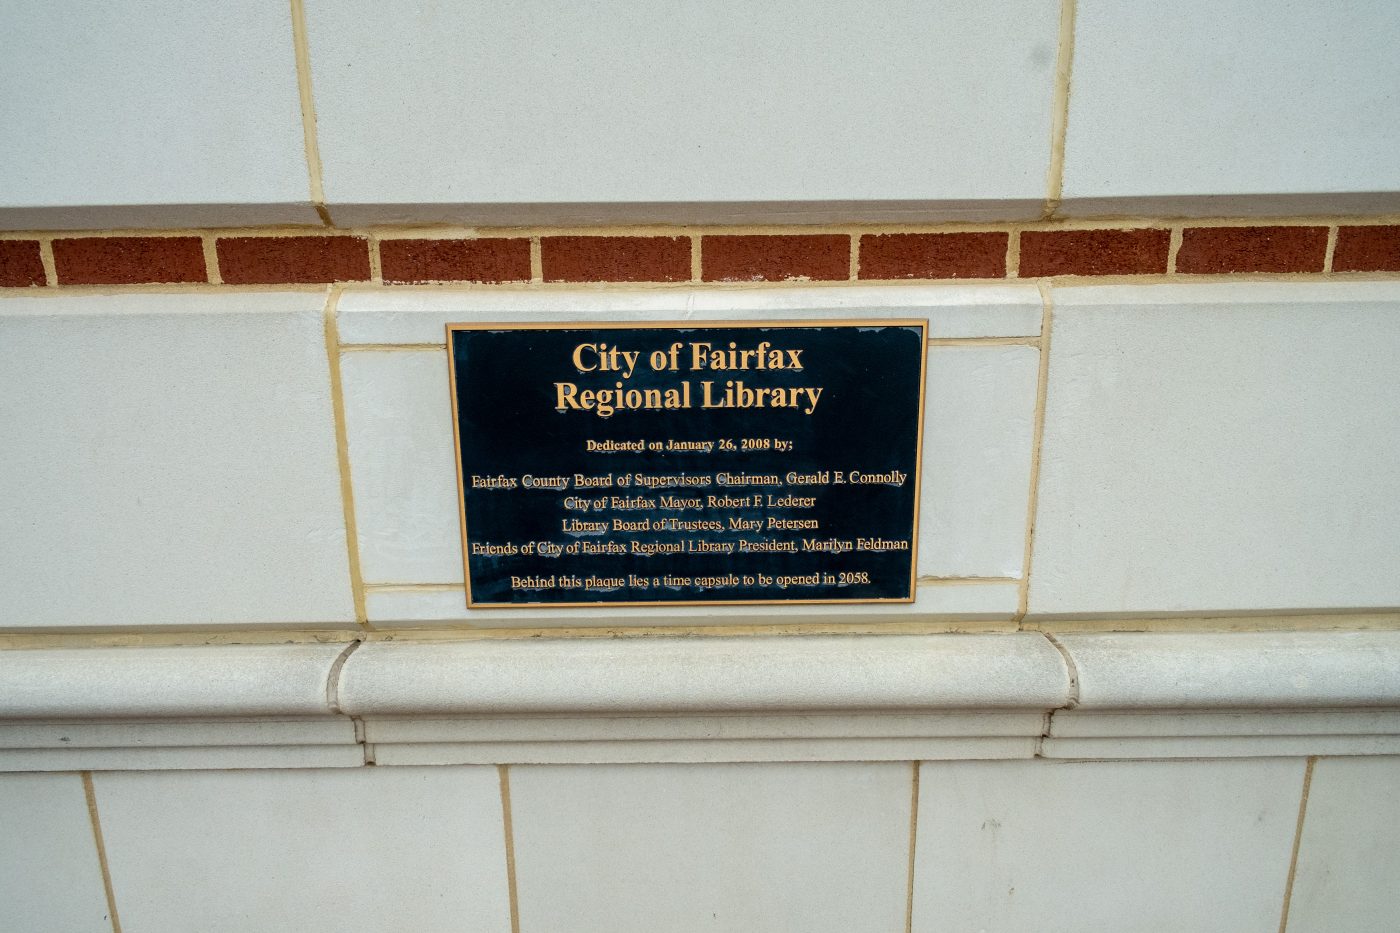 City of Fairfax
Regional Library
Dedicated on January 26, 2008 by;
Fairfax County Board of Supervisors Chairman, Gerald E. Connolly
City of Fairfax Mayor, Robert F. Lederer
Library Board of Trustees, Mary Petersen
Friends of City of Fairfax Regional Library President, Marilyn Feldman
Behind this plaque lies a time capsule to be opened in 2058.